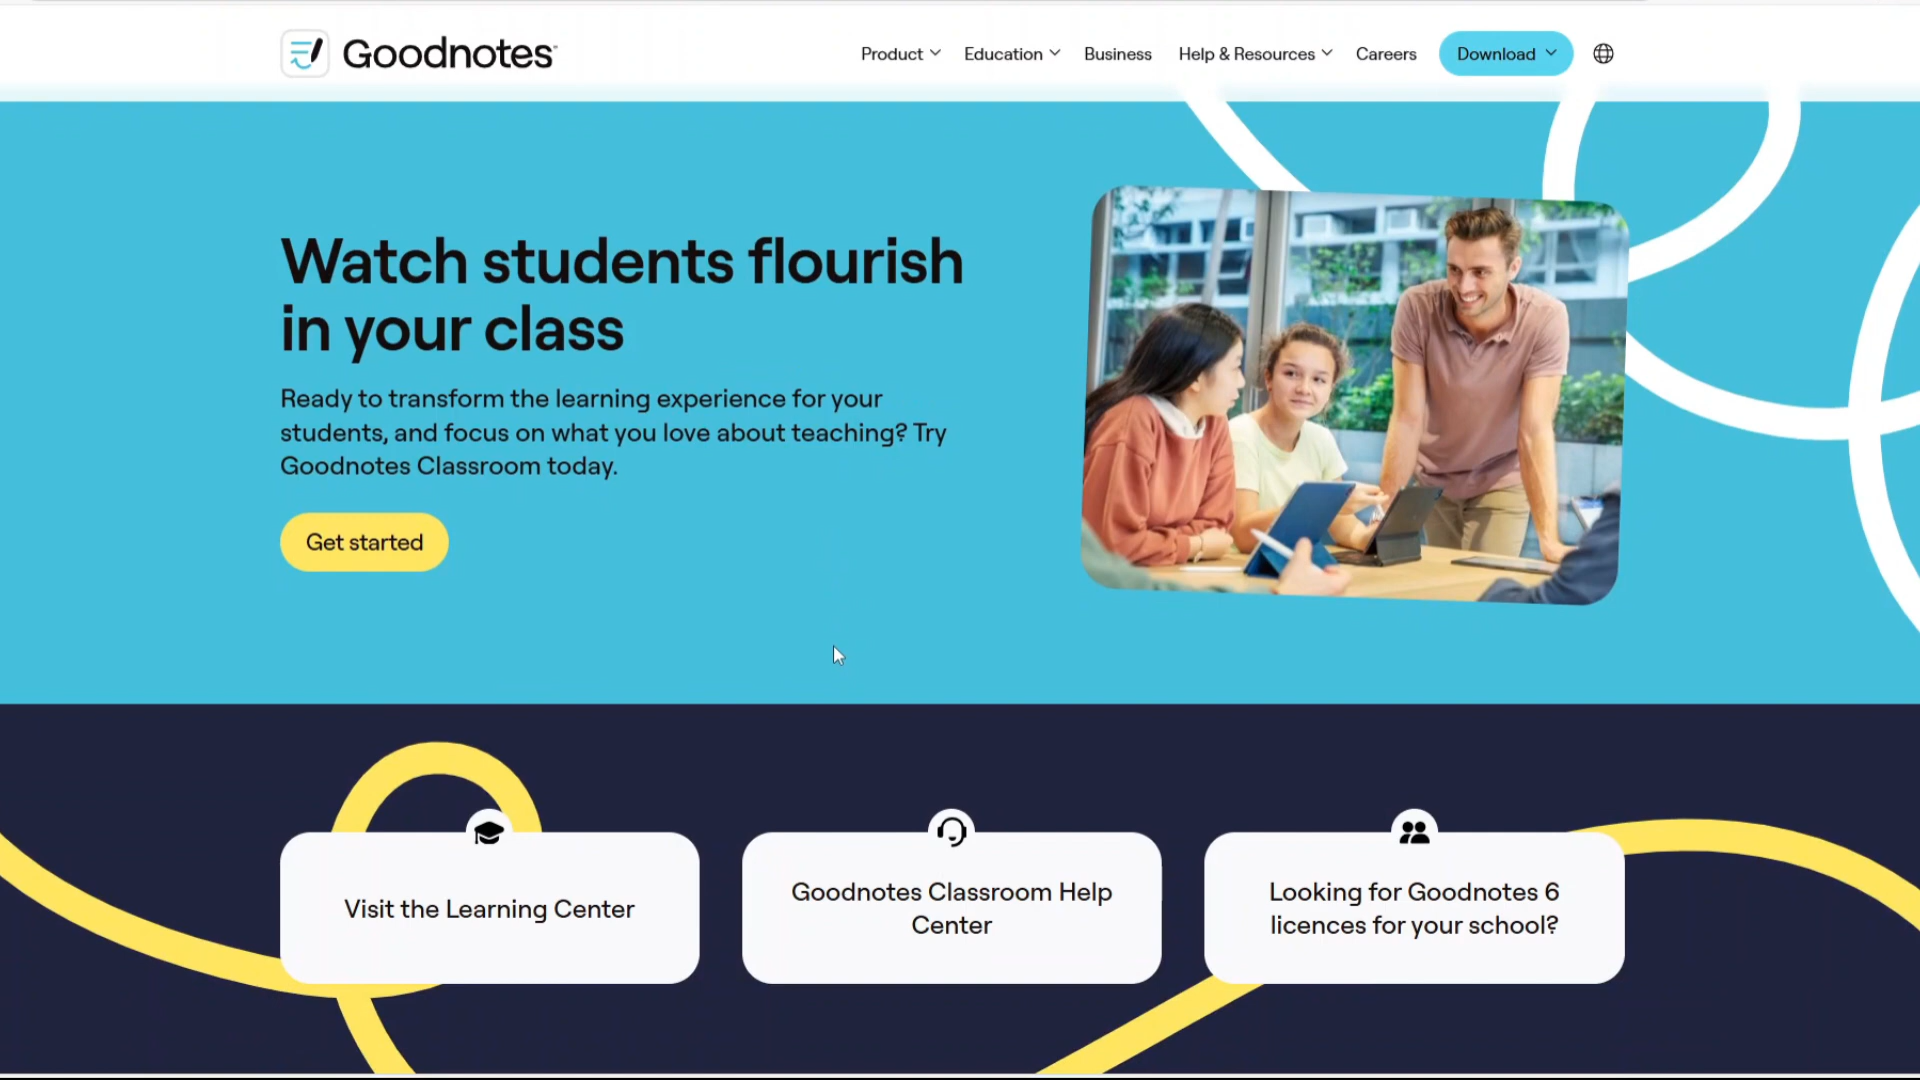 Goodnotes
Product
Education
Business
Help & Resources
Careers
Download
Watch students flourish
in your class
Ready to transform the learning experience for your
students, and focus on what you love about teaching? Try
Goodnotes Classroom today.
Get started
Visit the Learning Center
Goodnotes Classroom Help
Center
Looking for Goodnotes 6
licences for your school?